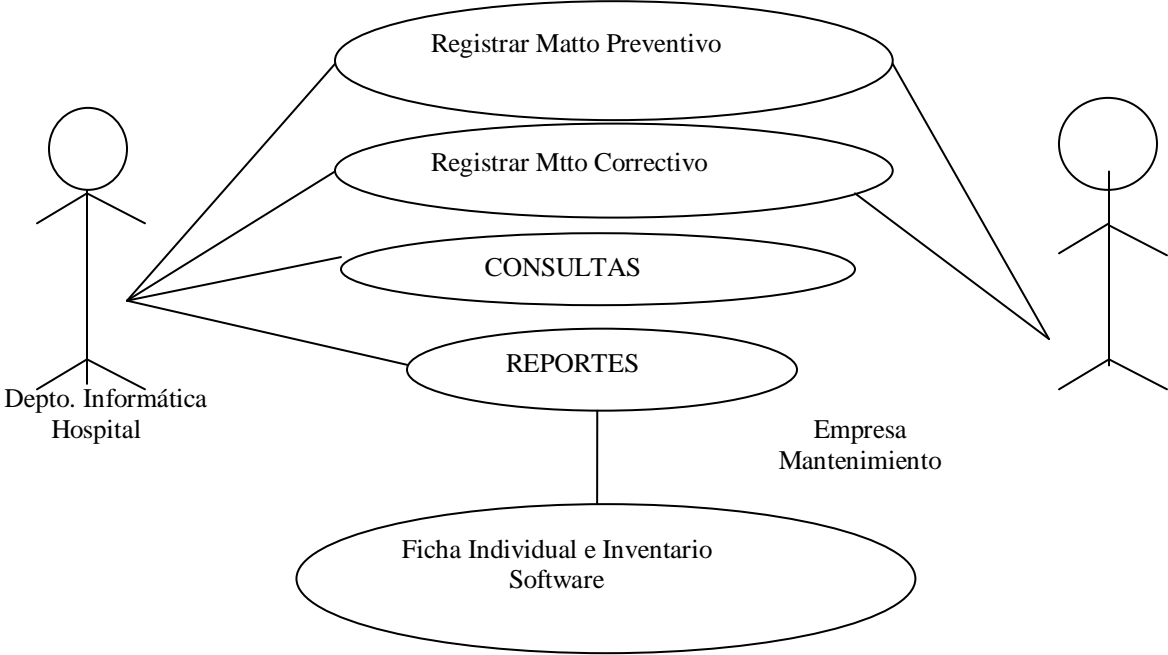 Registrar Matto Preventivo
Registrar Mtto Correctivo
CONSULTAS
REPORTES
Depto. Informática
Hospital
Empresa
Mantenimiento
Ficha Individual e Inventario
Software